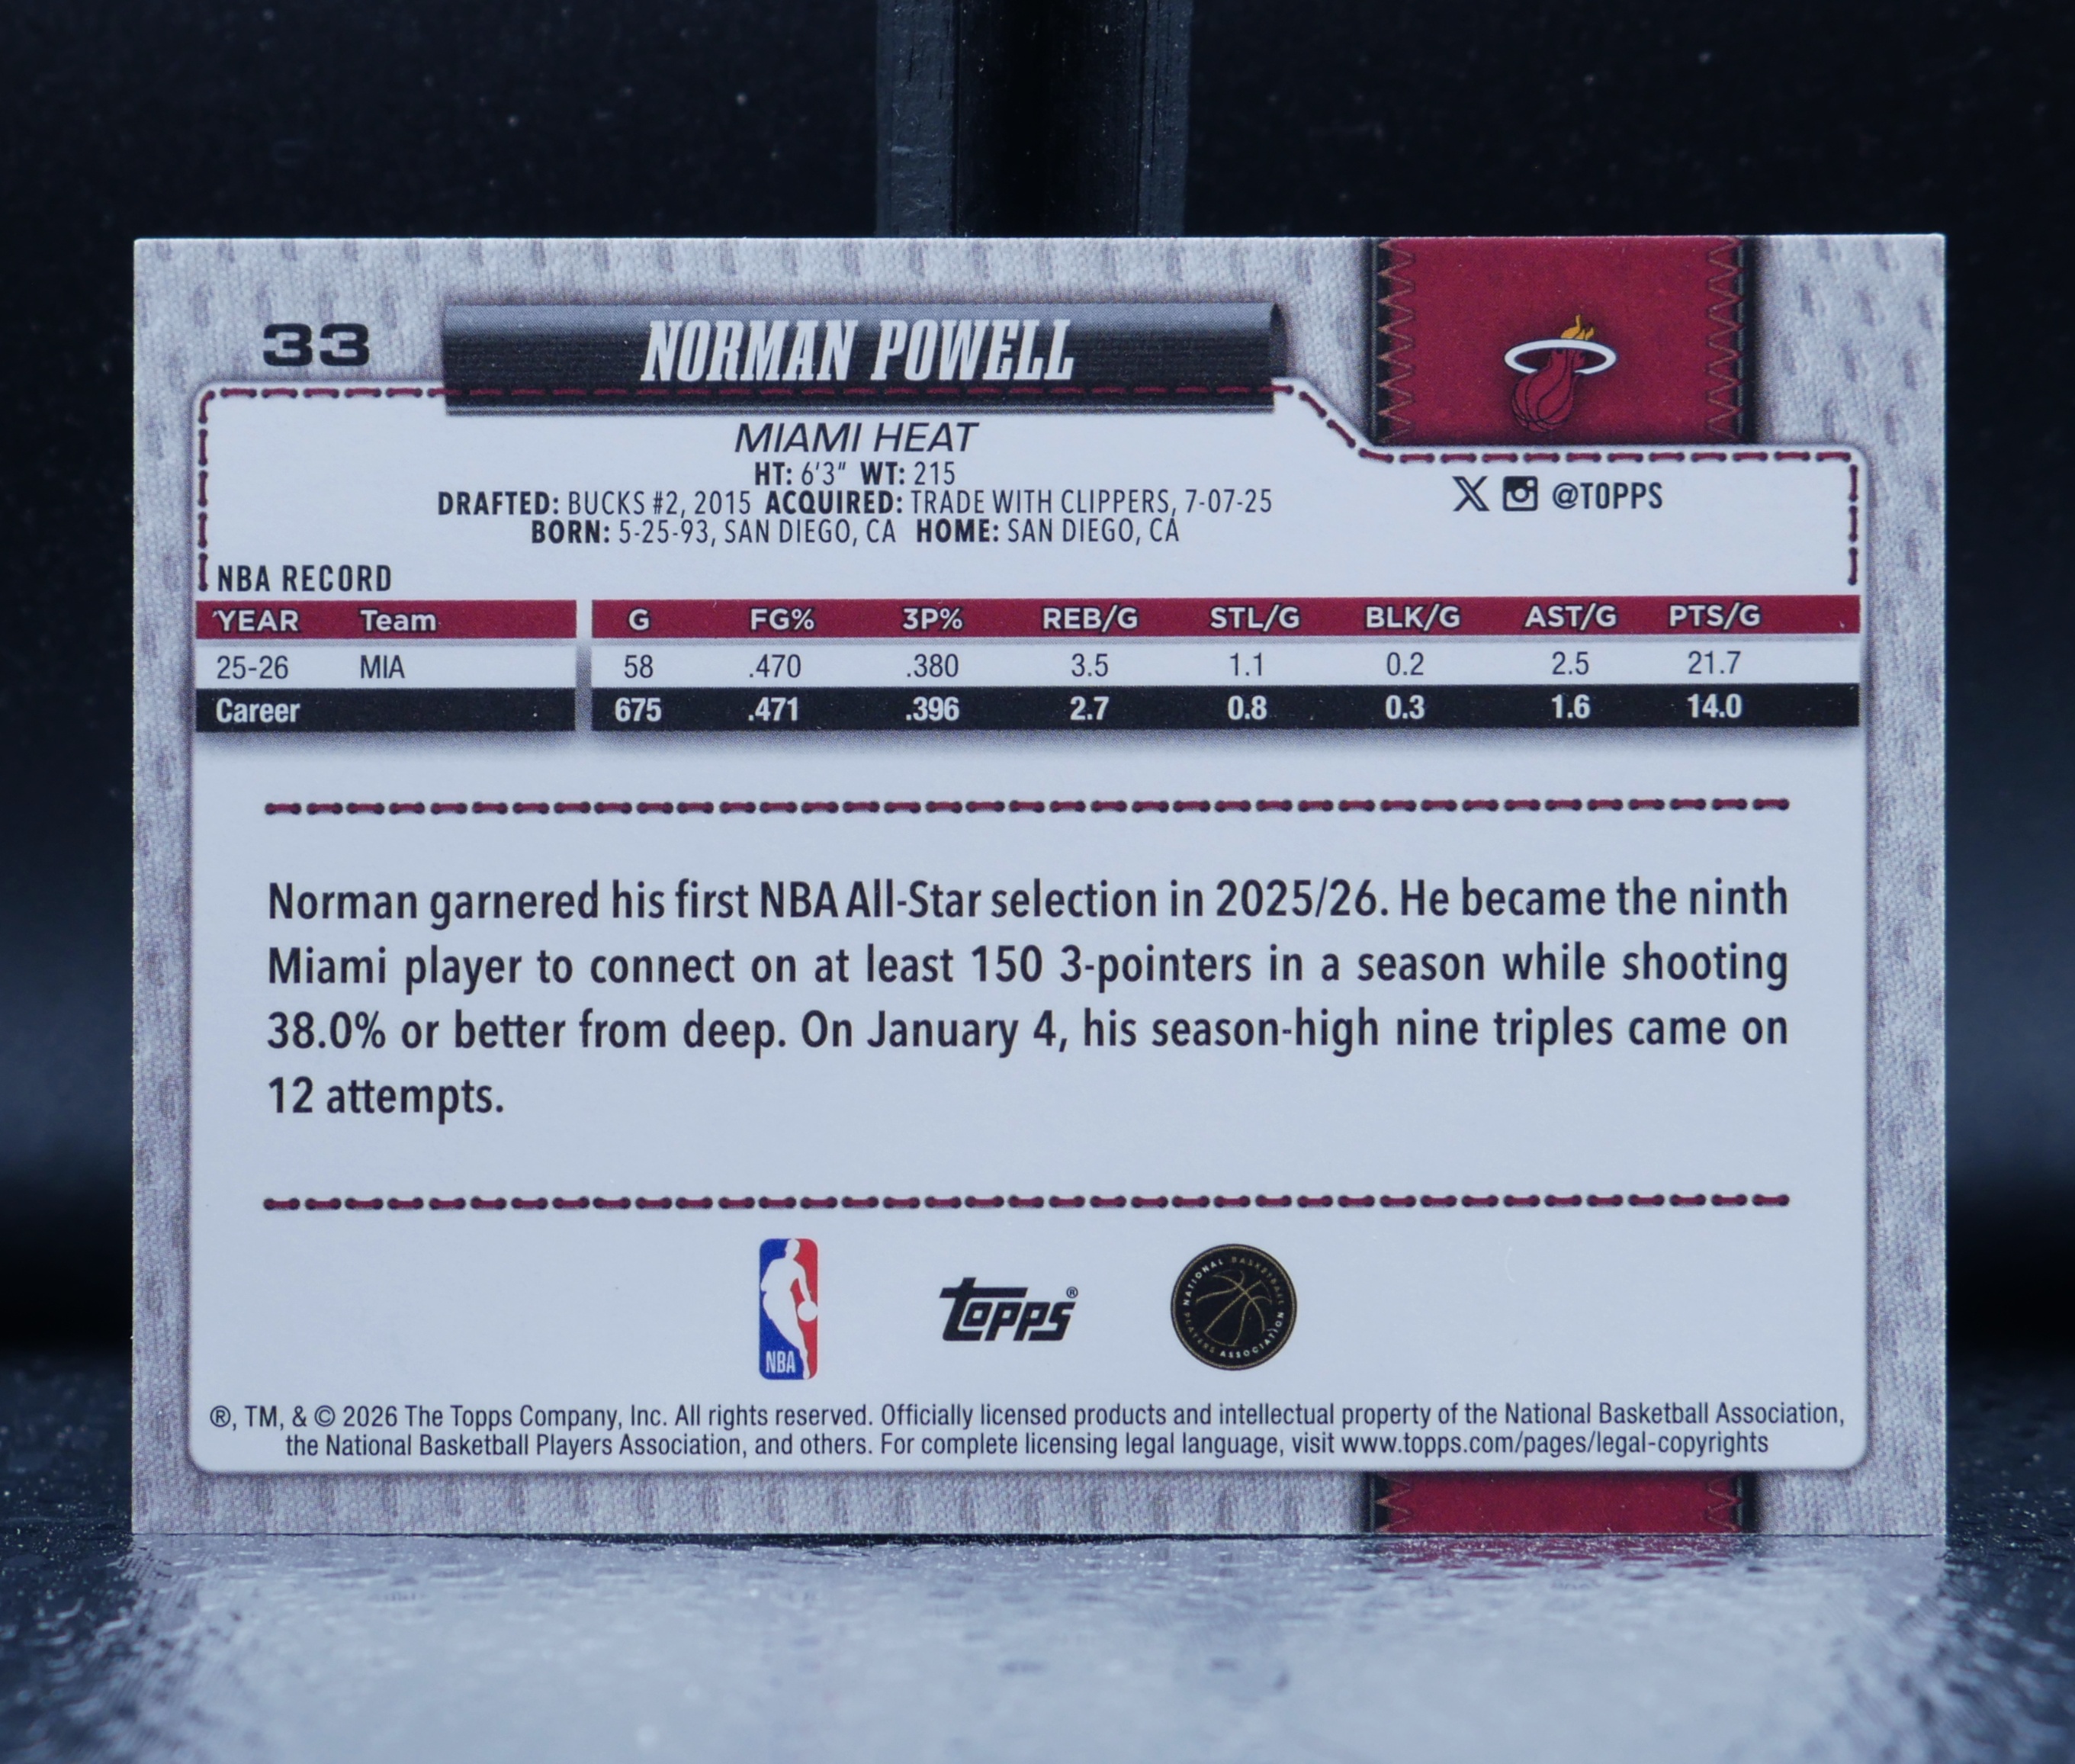 33
NORMAN POWELL
MIAMI HEAT
HT: 6'3" WT: 215
DRAFTED: BUCKS #2, 2015 ACQUIRED: TRADE WITH CLIPPERS, 7-07-25
BORN: 5-25-93, SAN DIEGO, CA HOME: SAN DIEGO, CA
@TOPPS
NBA RECORD
YEAR Team G FG% 3P% REB/G STL/G BLK/G AST/G PTS/G
25-26 MIA 58 .470 .380 3.5 1.1 0.2 2.5 21.7
Career 675 .471 .396 2.7 0.8 0.3 1.6 14.0
Norman garnered his first NBA All-Star selection in 2025/26. He became the ninth
Miami player to connect on at least 150 3-pointers in a season while shooting
38.0% or better from deep. On January 4, his season-high nine triples came on
12 attempts.
NBA
topps®
NATIONAL BASKETBALL PLAYERS ASSOCIATION
®, TM, & © 2026 The Topps Company, Inc. All rights reserved. Officially licensed products and intellectual property of the National Basketball Association,
the National Basketball Players Association, and others. For complete licensing legal language, visit www.topps.com/pages/legal-copyrights